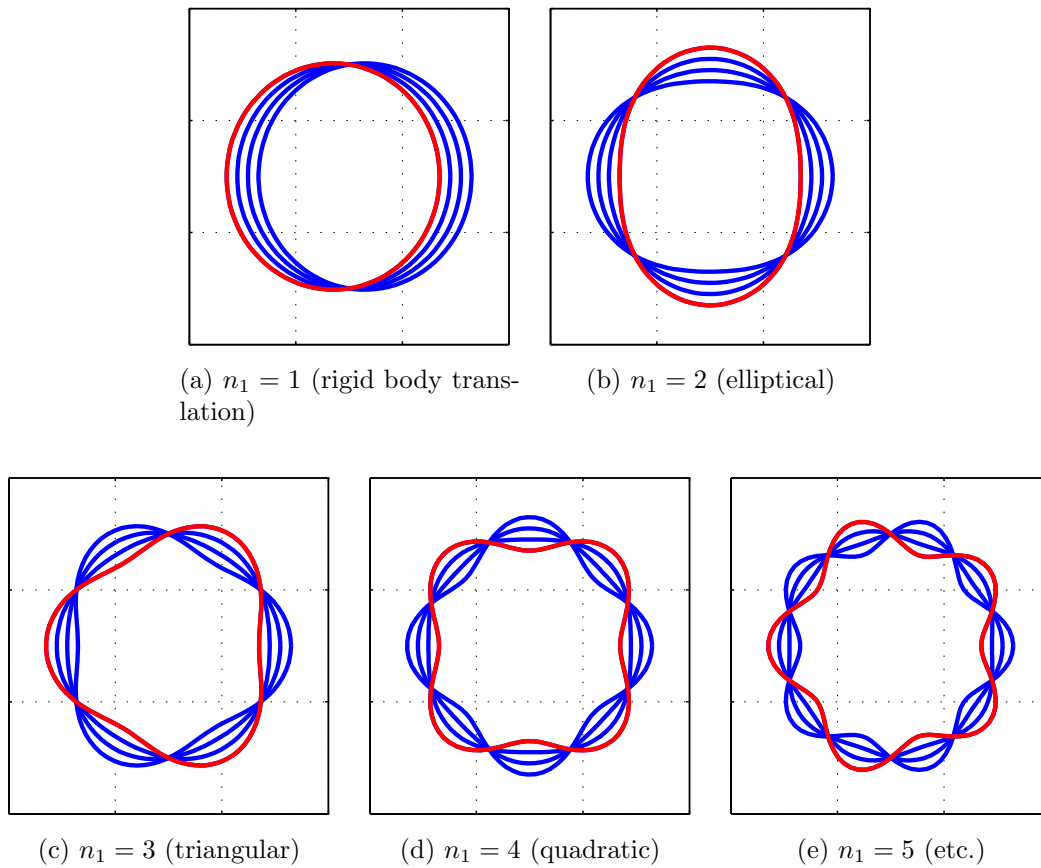 (a) n₁ = 1 (rigid body trans-
lation)
(b) n₁ = 2 (elliptical)
(c) n₁ = 3 (triangular)
(d) n₁ = 4 (quadratic
(e) n₁ = 5 (etc.)